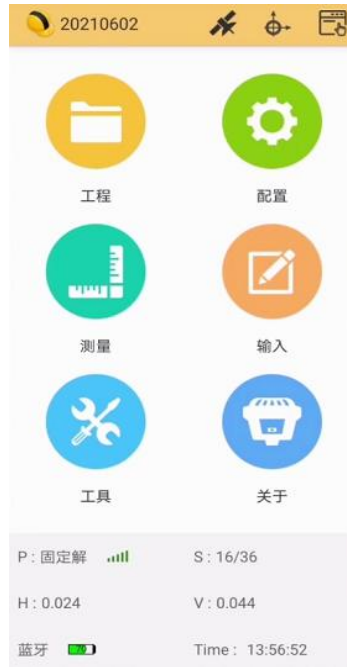 20210602
工程
配置
测量
输入
工具
关于
P : 固定解
S : 16/36
H : 0.024
V : 0.044
蓝牙
Time : 13:56:52